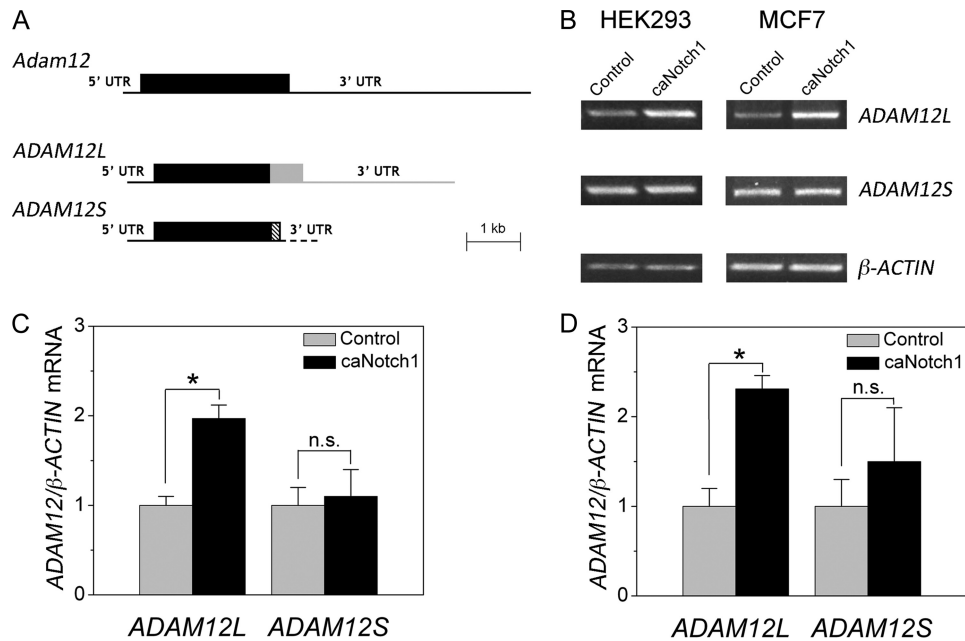 A
Adam12
5' UTR
3' UTR
ADAM12L
5' UTR
3' UTR
ADAM12S
5' UTR
3' UTR
1 kb
B
HEK293
MCF7
Control
caNotch1
Control
caNotch1
ADAM12L
ADAM12S
β-ACTIN
C
ADAM12/β-ACTIN mRNA
3
2
1
0
Control
caNotch1
*
n.s.
ADAM12L
ADAM12S
D
ADAM12/β-ACTIN mRNA
3
2
1
0
Control
caNotch1
*
n.s.
ADAM12L
ADAM12S